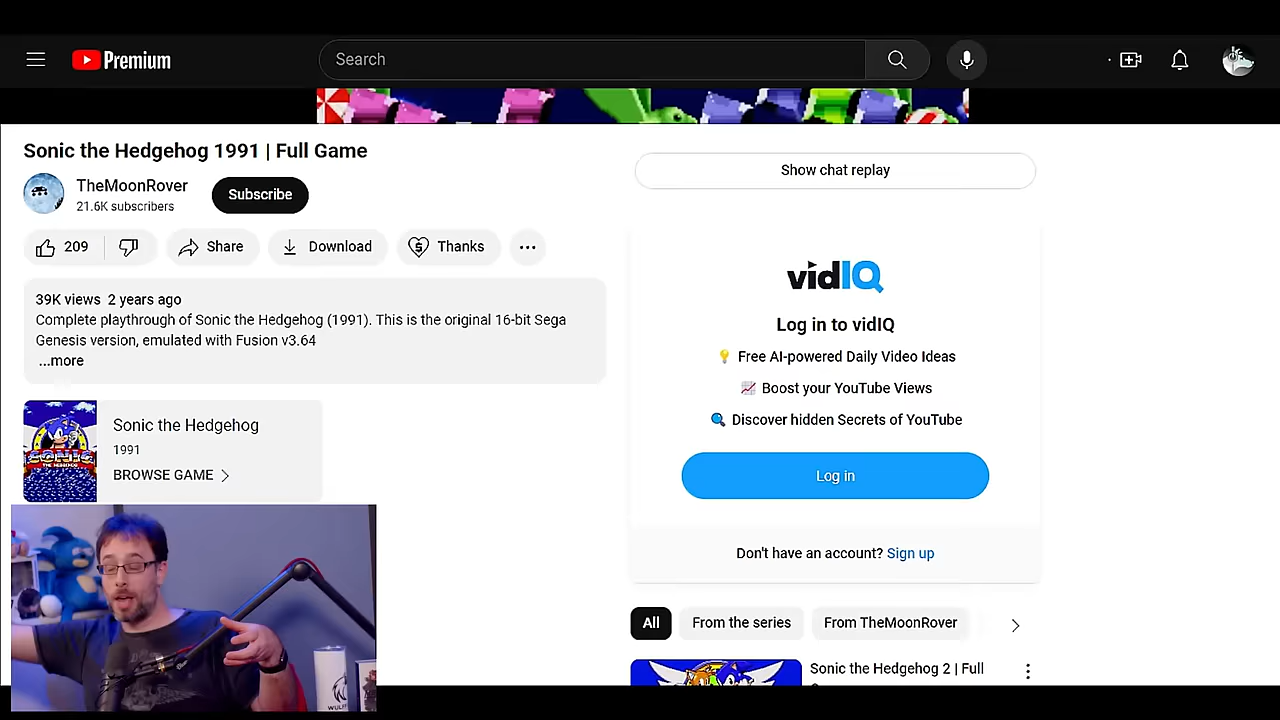 Premium
Search
Sonic the Hedgehog 1991 | Full Game
TheMoonRover
21.6K subscribers
Subscribe
209
Share
Download
Thanks
...
39K views 2 years ago
Complete playthrough of Sonic the Hedgehog (1991). This is the original 16-bit Sega
Genesis version, emulated with Fusion v3.64
...more
SONIC
THE HEDGEHOG
Sonic the Hedgehog
1991
BROWSE GAME
Show chat replay
vidIQ
Log in to vidIQ
Free AI-powered Daily Video Ideas
Boost your YouTube Views
Discover hidden Secrets of YouTube
Log in
Don't have an account? Sign up
All
From the series
From TheMoonRover
Sonic the Hedgehog 2 | Full